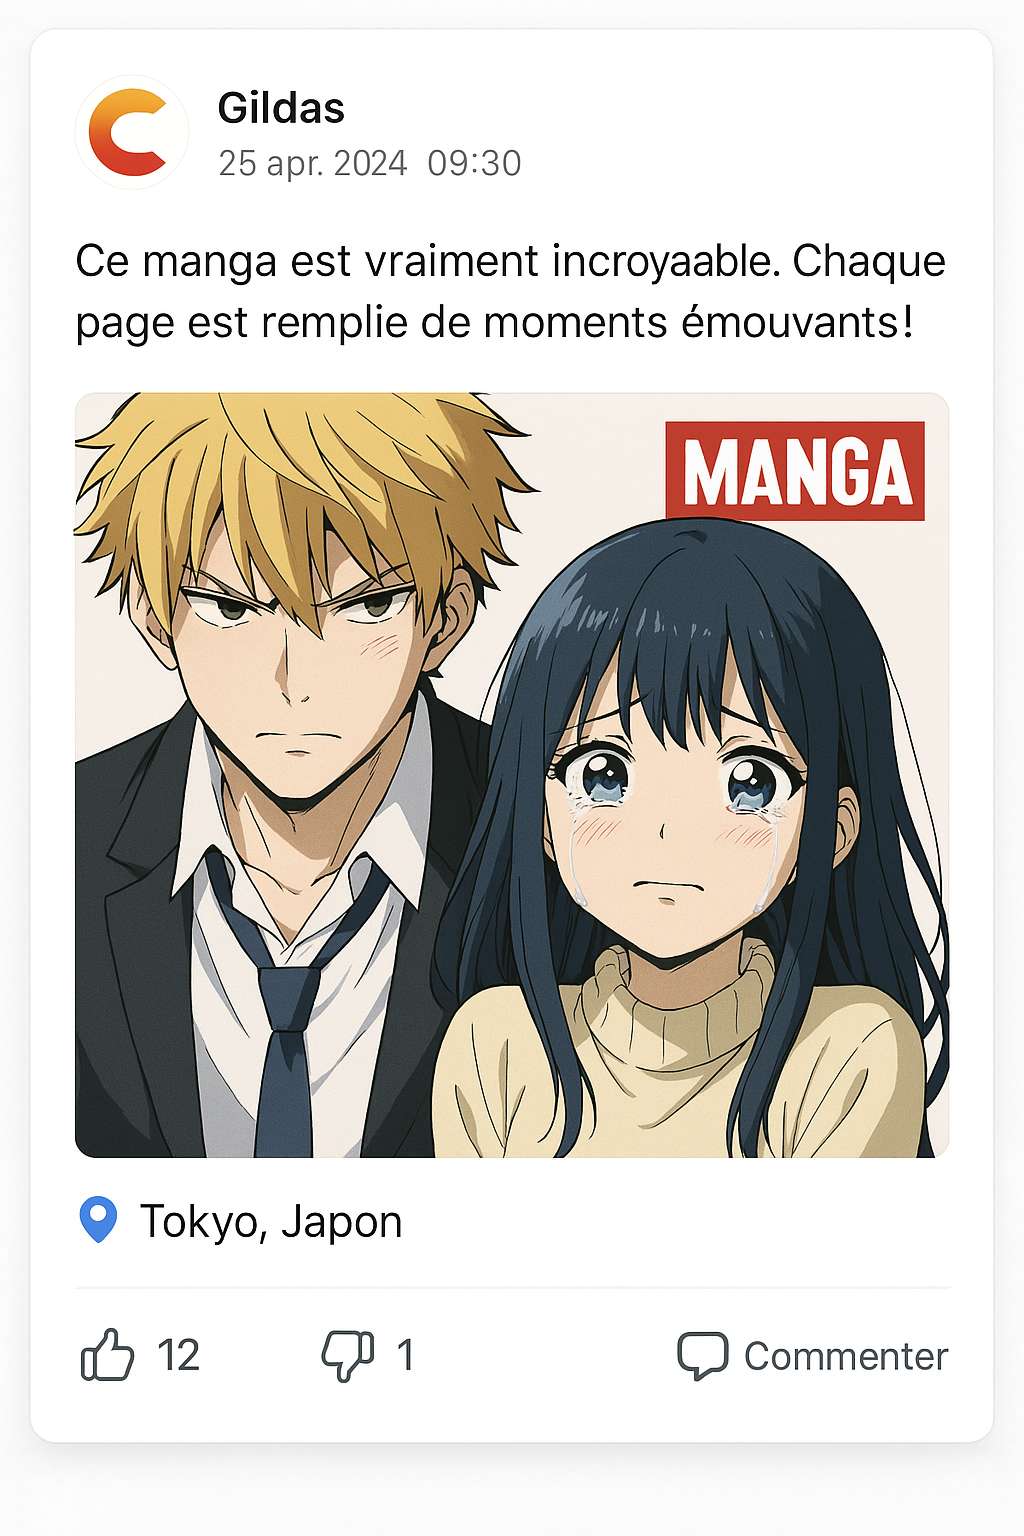 Gildas
25 apr. 2024 09:30
Ce manga est vraiment incroyaable. Chaque
page est remplie de moments émouvants!
MANGA
Tokyo, Japon
12 1 Commenter